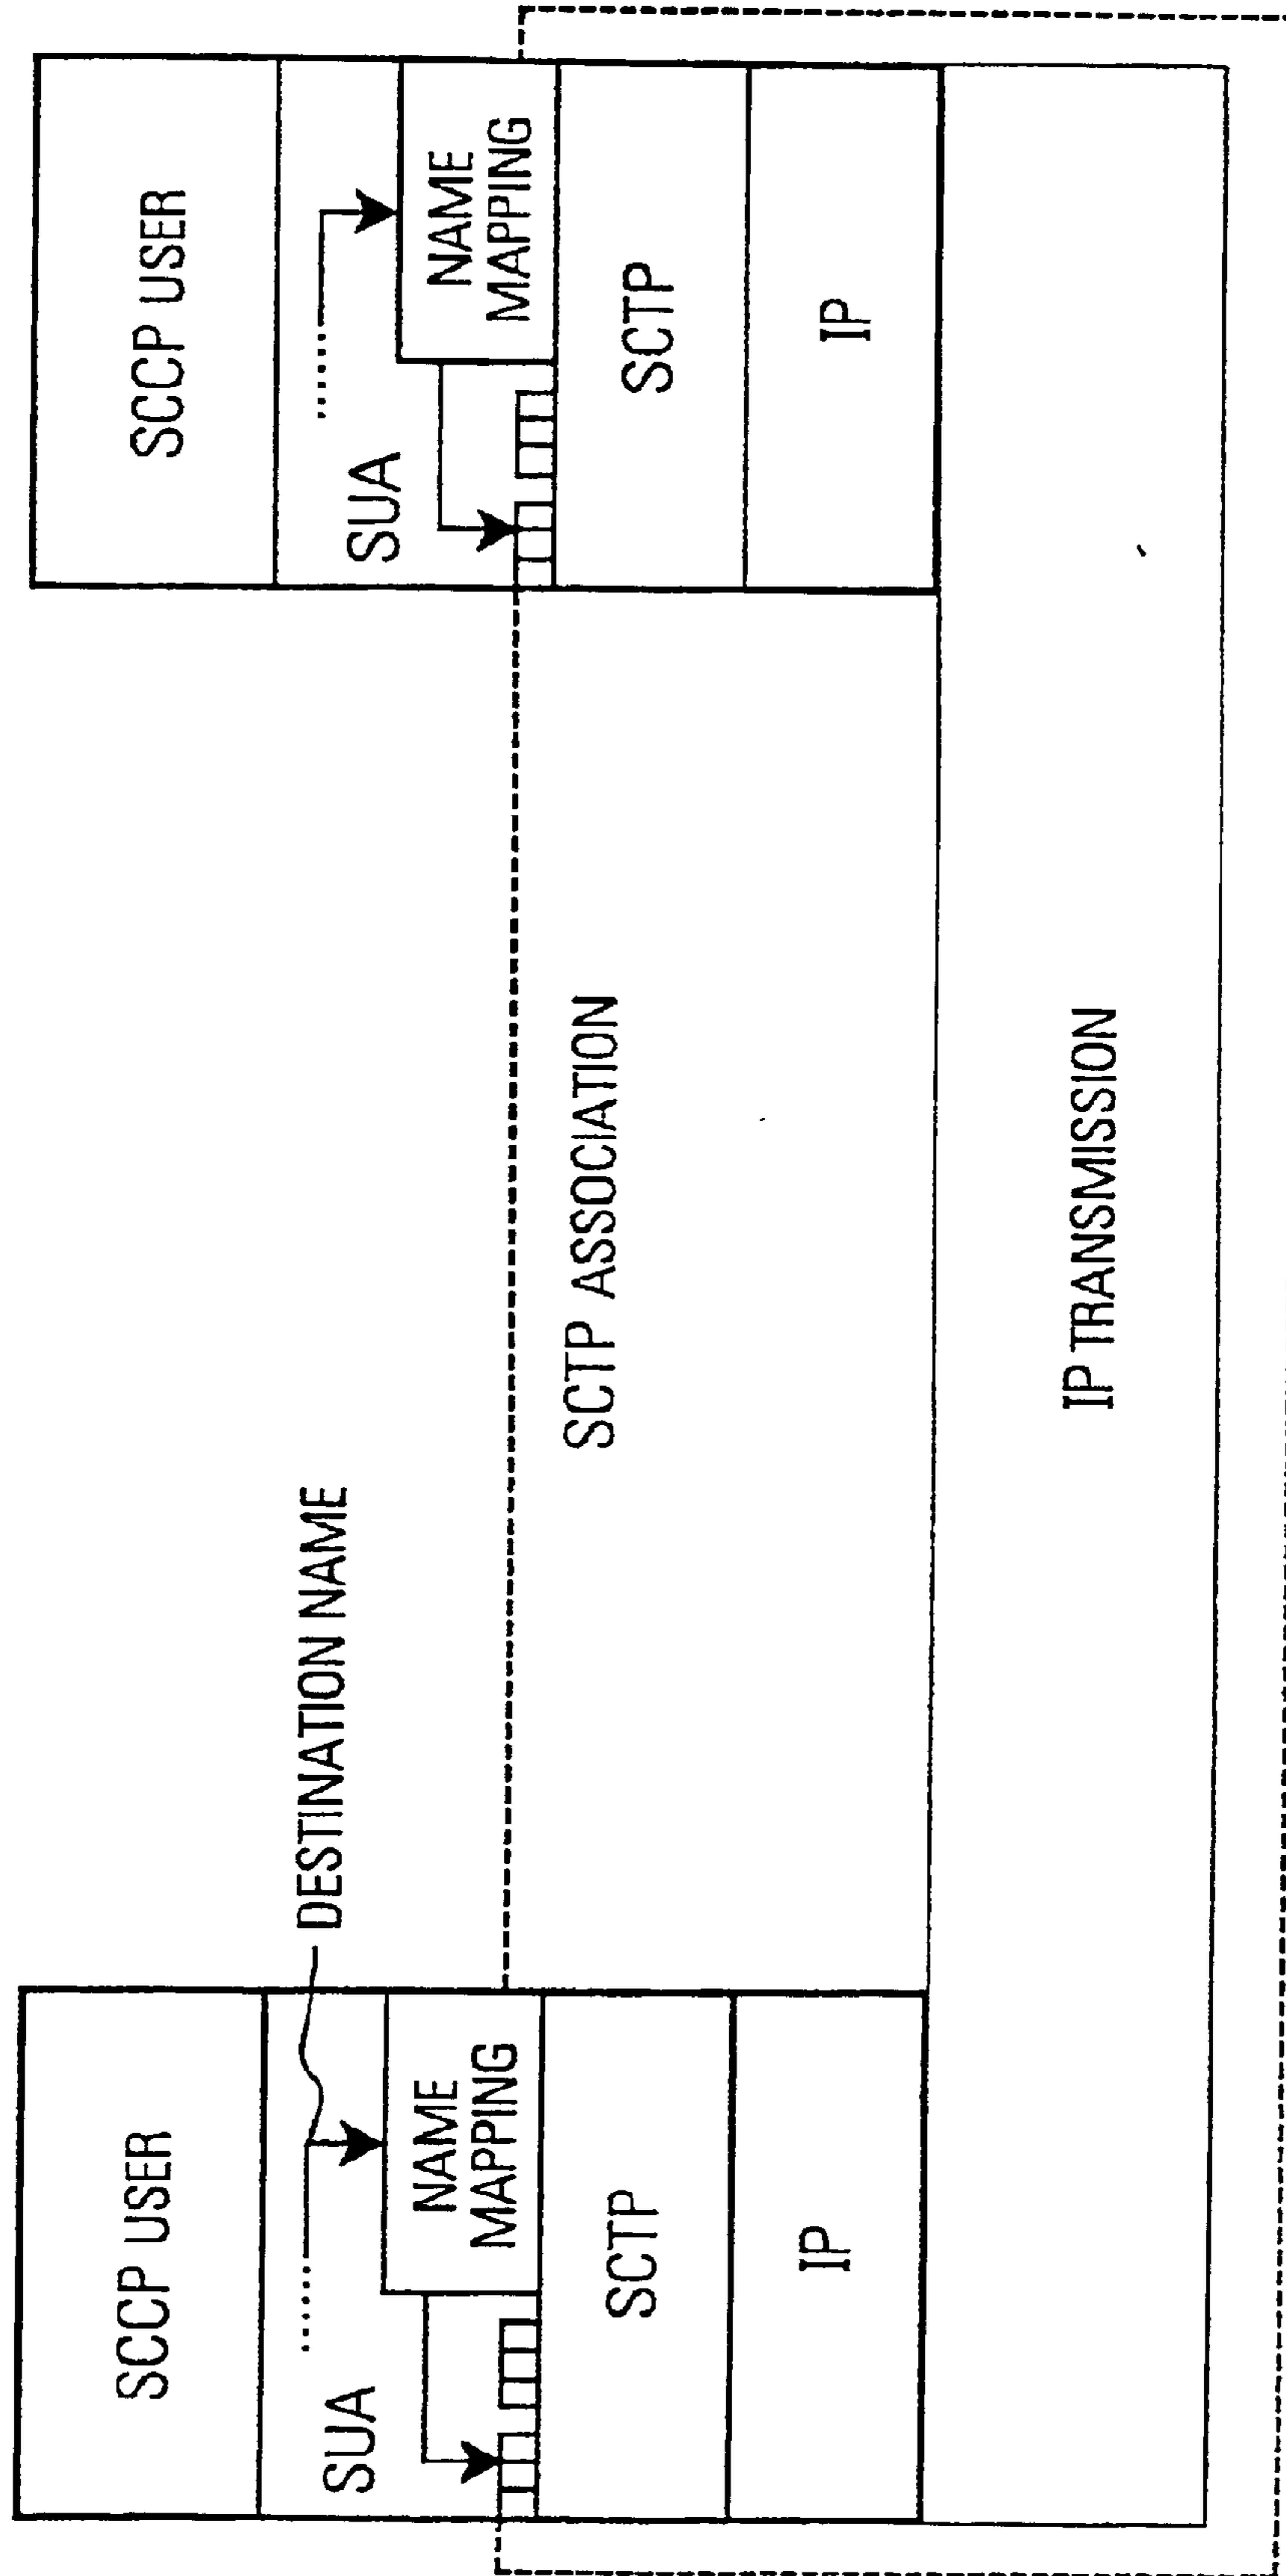 SCCP USER
SUA
DESTINATION NAME
NAME
MAPPING
SCTP
IP
SCTP ASSOCIATION
IP TRANSMISSION
SCCP USER
SUA
NAME
MAPPING
SCTP
IP